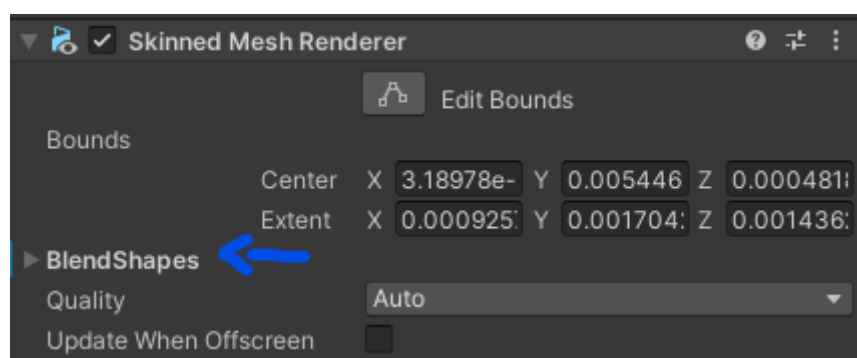 Skinned Mesh Renderer
Edit Bounds
Bounds
Center X 3.18978e- Y 0.005446 Z 0.000481
Extent X 0.000925 Y 0.001704 Z 0.001436
BlendShapes
Quality Auto
Update When Offscreen